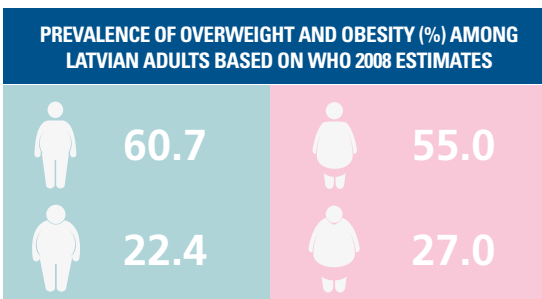 PREVALENCE OF OVERWEIGHT AND OBESITY (%) AMONG
LATVIAN ADULTS BASED ON WHO 2008 ESTIMATES
60.7 55.0
22.4 27.0